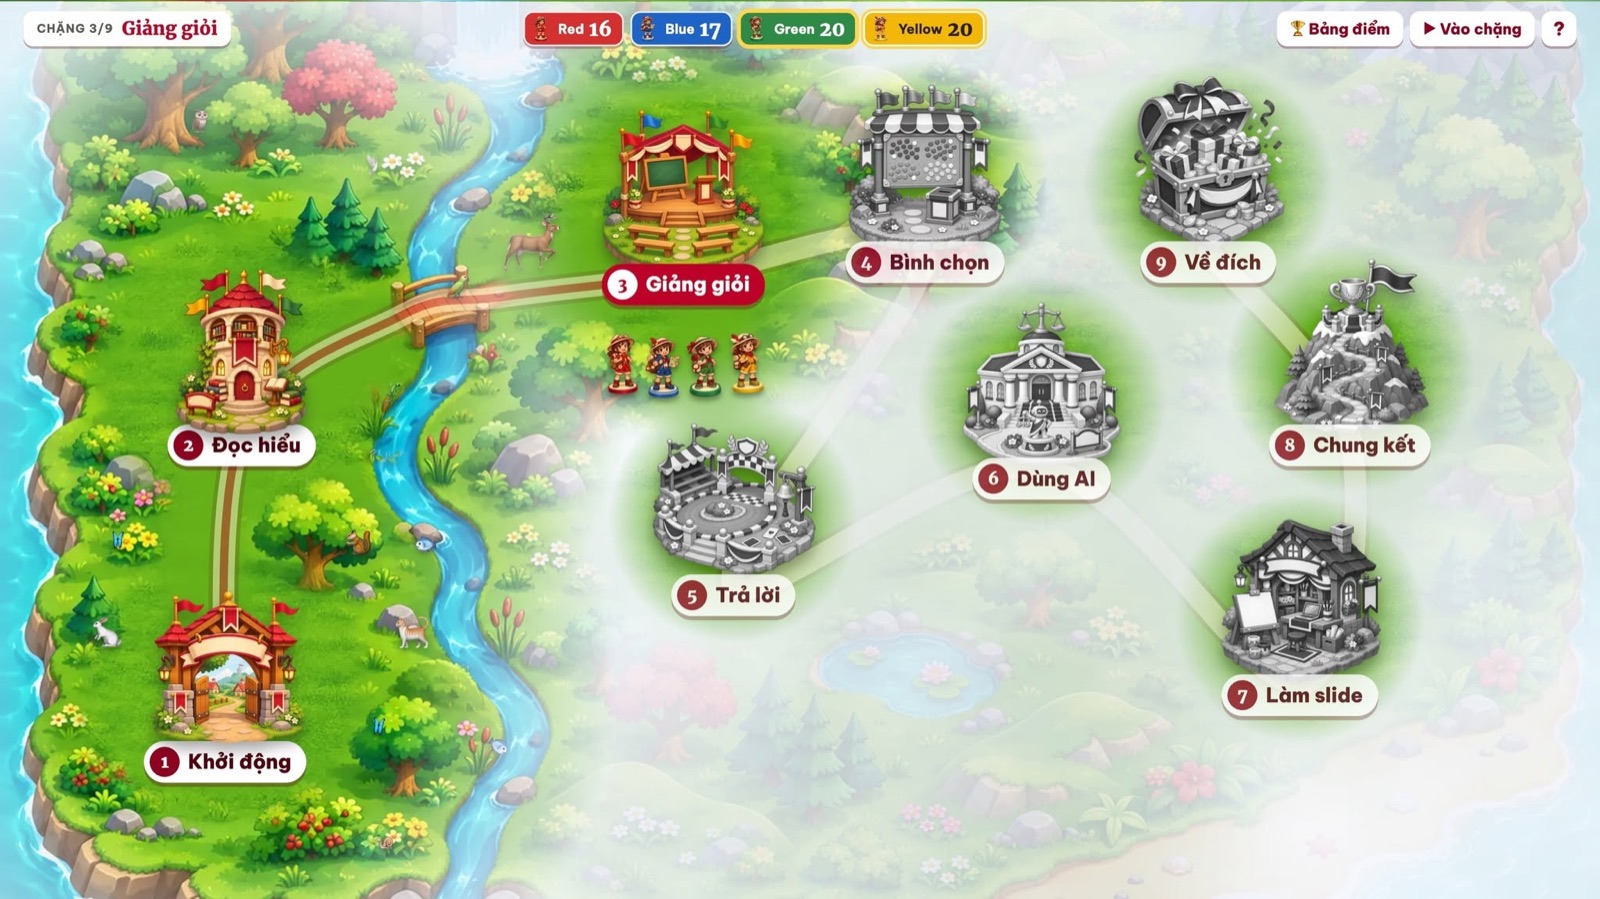 CHẶNG 3/9 Giảng giỏi
Red 16
Blue 17
Green 20
Yellow 20
Bảng điểm
Vào chặng
?
3 Giảng giỏi
4 Bình chọn
9 Về đích
2 Đọc hiểu
6 Dùng AI
8 Chung kết
5 Trả lời
7 Làm slide
1 Khởi động